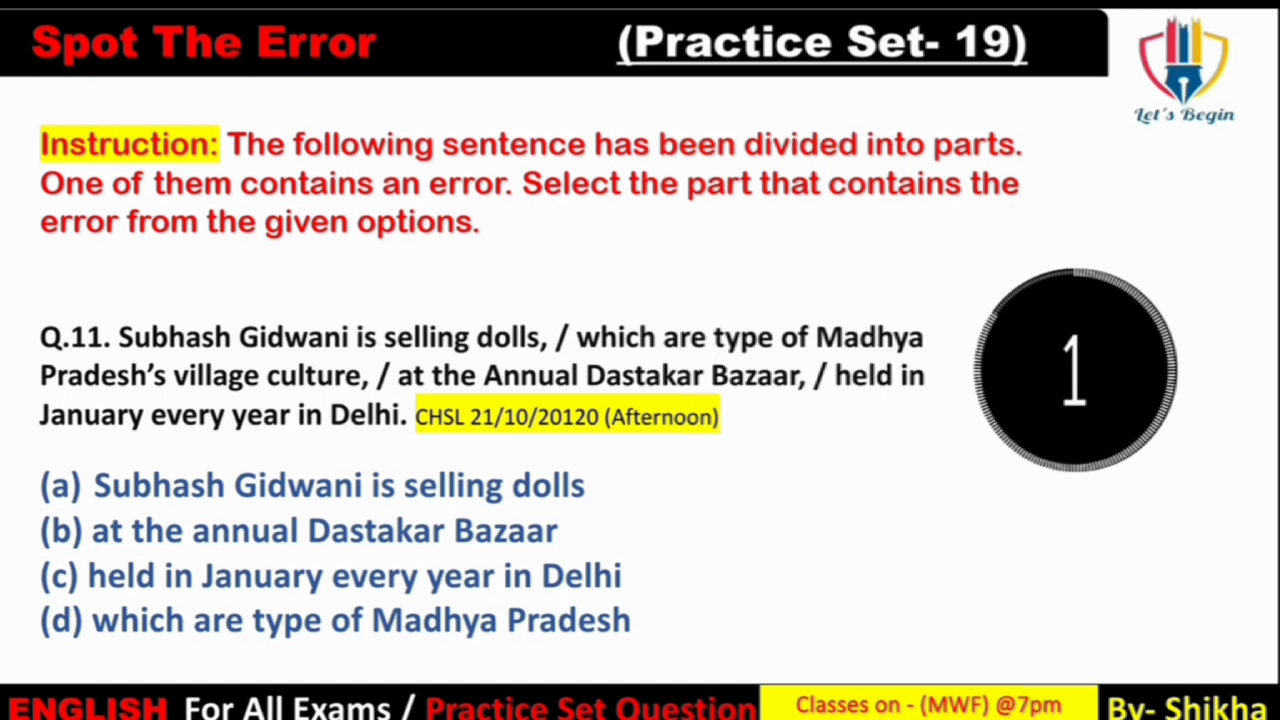 Spot The Error
(Practice Set- 19)
Let's Begin
Instruction: The following sentence has been divided into parts.
One of them contains an error. Select the part that contains the
error from the given options.
Q.11. Subhash Gidwani is selling dolls, / which are type of Madhya
Pradesh’s village culture, / at the Annual Dastakar Bazaar, / held in
January every year in Delhi. CHSL 21/10/20120 (Afternoon)
1
(a) Subhash Gidwani is selling dolls
(b) at the annual Dastakar Bazaar
(c) held in January every year in Delhi
(d) which are type of Madhya Pradesh
ENGLISH For All Exams / Practice Set Question
Classes on - (MWF) @7pm
By- Shikha